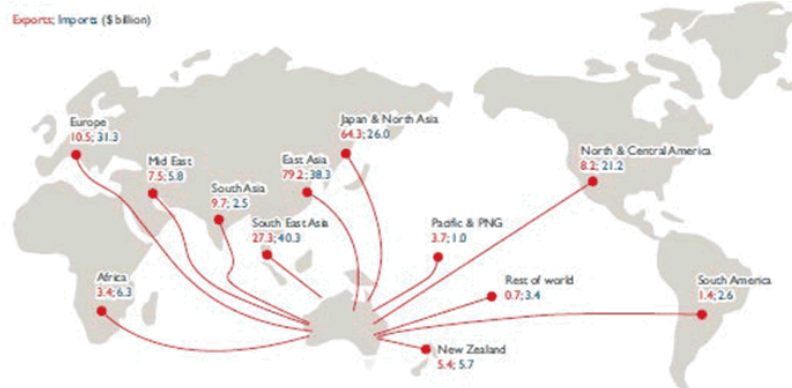 Exports; Imports ($ billion)
Europe
10.5; 31.3
Mid East
7.5; 5.8
South Asia
9.7; 2.5
East Asia
79.2; 38.3
Japan & North Asia
64.3; 26.0
South East Asia
27.3; 40.3
North & Central America
8.2; 21.2
Pacific & PNG
3.7; 1.0
Africa
3.4; 6.3
Rest of world
0.7; 3.4
South America
1.4; 2.6
New Zealand
5.4; 5.7